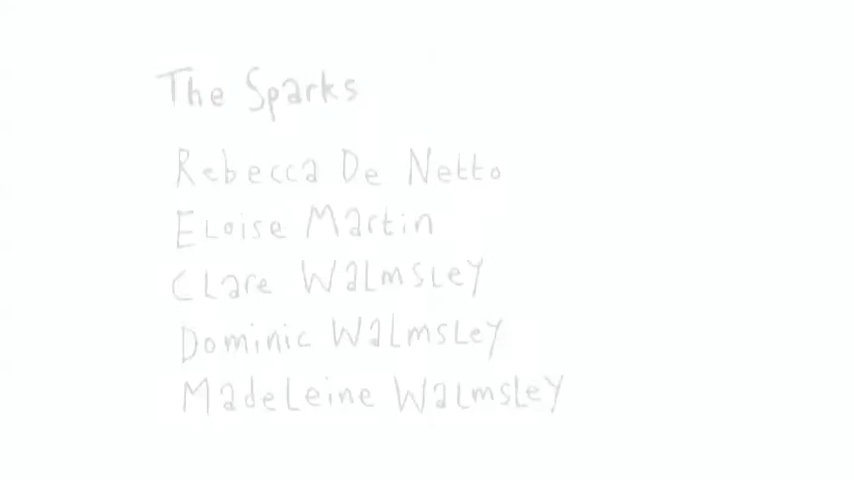 The Sparks
Rebecca De Netto
Eloise Martin
Clare Walmsley
Dominic Walmsley
Madeleine Walmsley